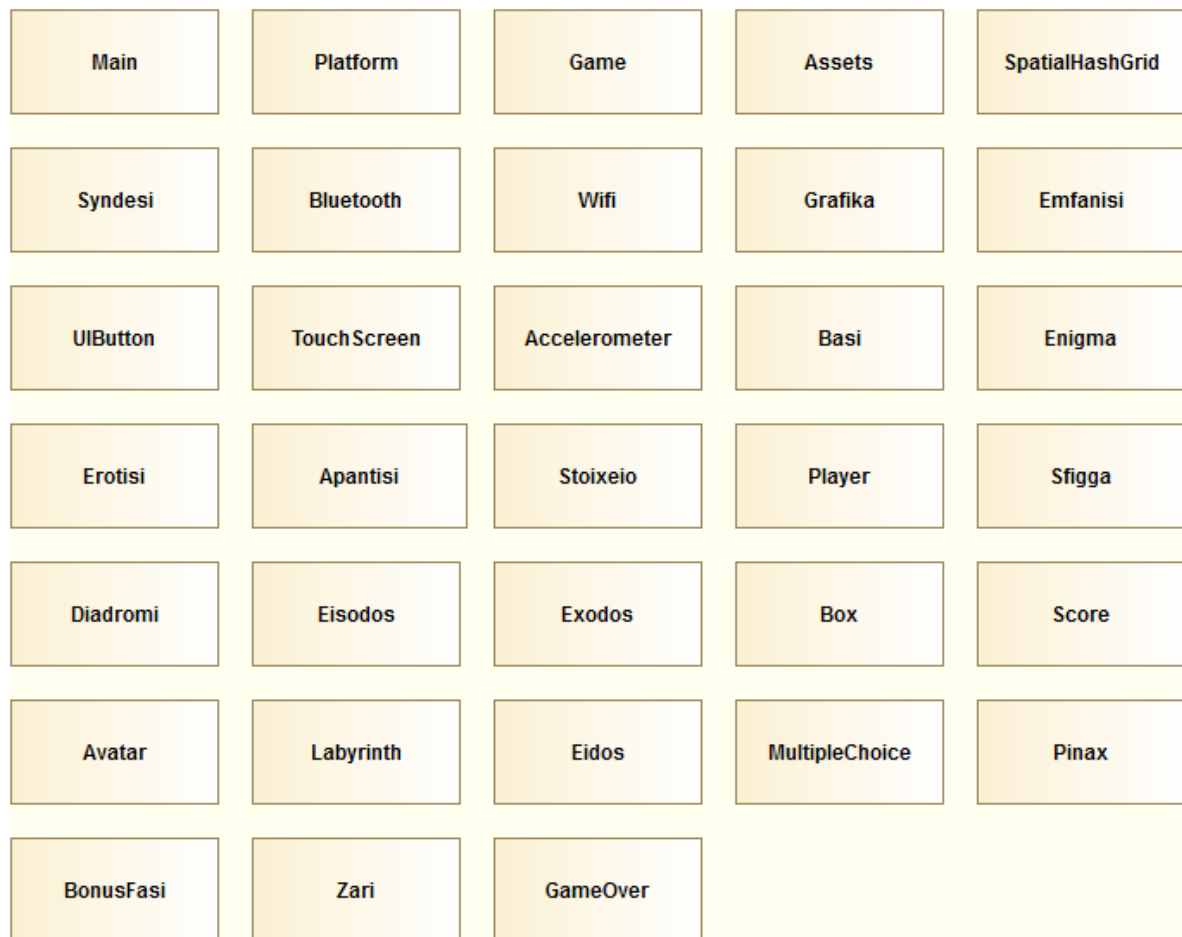 Main Platform Game Assets SpatialHashGrid
Syndesi Bluetooth Wifi Grafika Emfanisi
UIButton TouchScreen Accelerometer Basi Enigma
Erotisi Apantisi Stoixeio Player Sfigga
Diadromi Eisodos Exodos Box Score
Avatar Labyrinth Eidos MultipleChoice Pinax
BonusFasi Zari GameOver